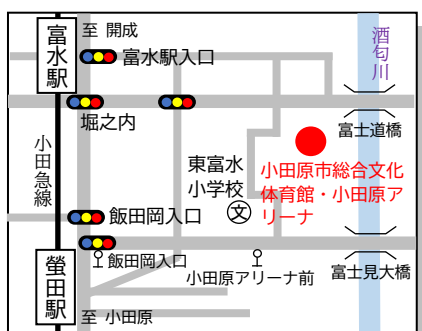 至 開成
富水駅
富水駅入口
酒匂川
堀之内
富士道橋
小田急線
東富水
小学校
文
小田原市総合文化
体育館・小田原ア
リーナ
飯田岡入口
飯田岡入口
小田原アリーナ前
富士見大橋
螢田駅
至 小田原